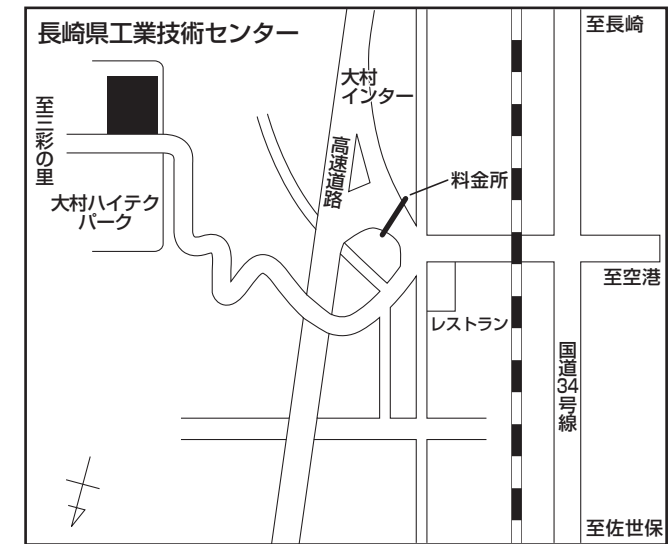 長崎県工業技術センター
至長崎
大村
インター
至三彩の里
高速道路
料金所
大村ハイテク
パーク
至空港
レストラン
国道34号線
至佐世保